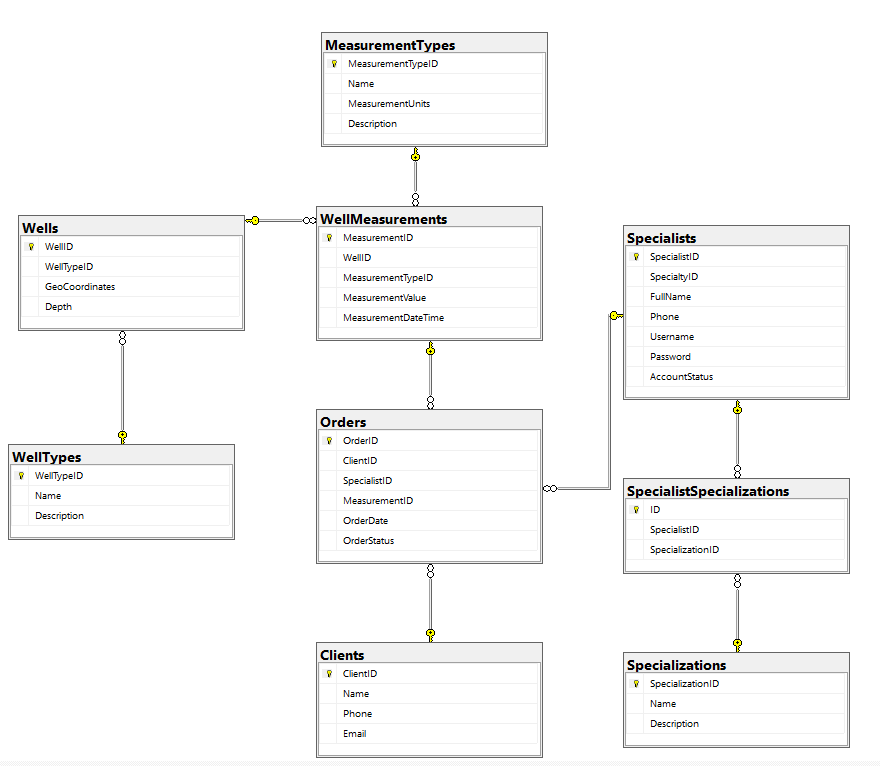 MeasurementTypes
MeasurementTypeID
Name
MeasurementUnits
Description
Wells
WellID
WellTypeID
GeoCoordinates
Depth
WellMeasurements
MeasurementID
WellID
MeasurementTypeID
MeasurementValue
MeasurementDateTime
Specialists
SpecialistID
SpecialtyID
FullName
Phone
Username
Password
AccountStatus
WellTypes
WellTypeID
Name
Description
Orders
OrderID
ClientID
SpecialistID
MeasurementID
OrderDate
OrderStatus
SpecialistSpecializations
ID
SpecialistID
SpecializationID
Clients
ClientID
Name
Phone
Email
Specializations
SpecializationID
Name
Description